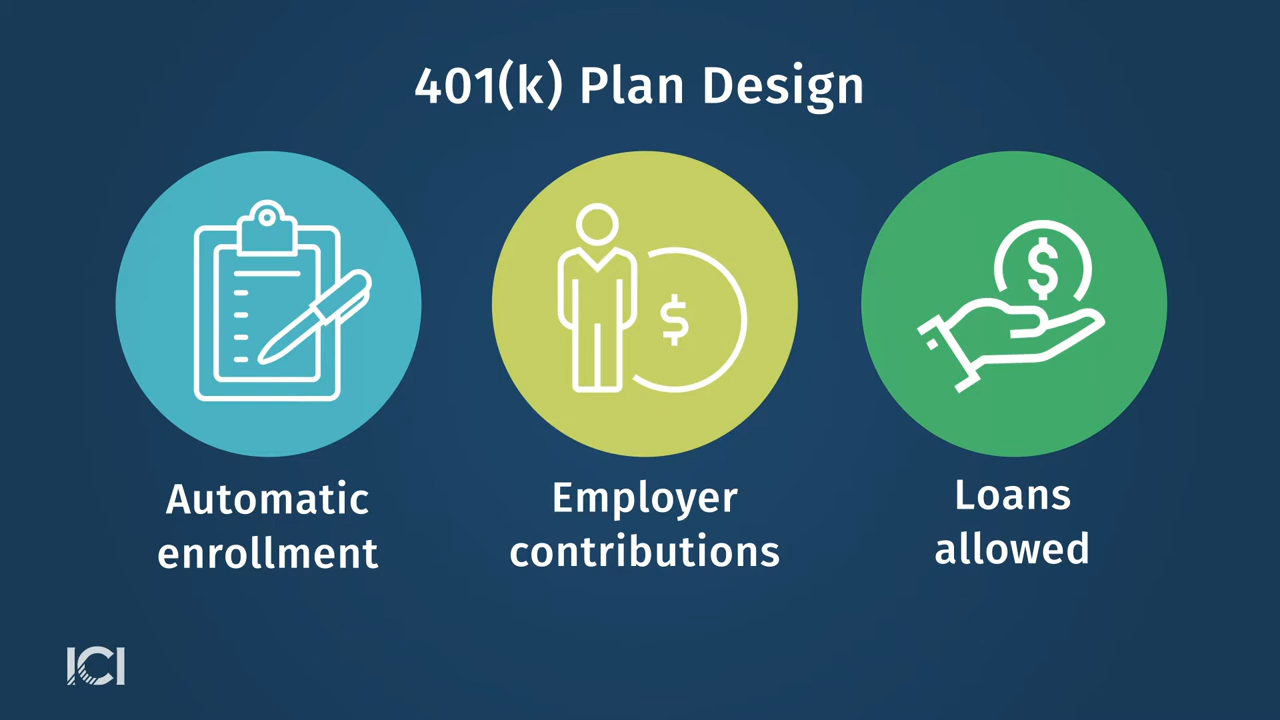 401(k) Plan Design
$
$
Automatic
enrollment
Employer
contributions
Loans
allowed
ICI